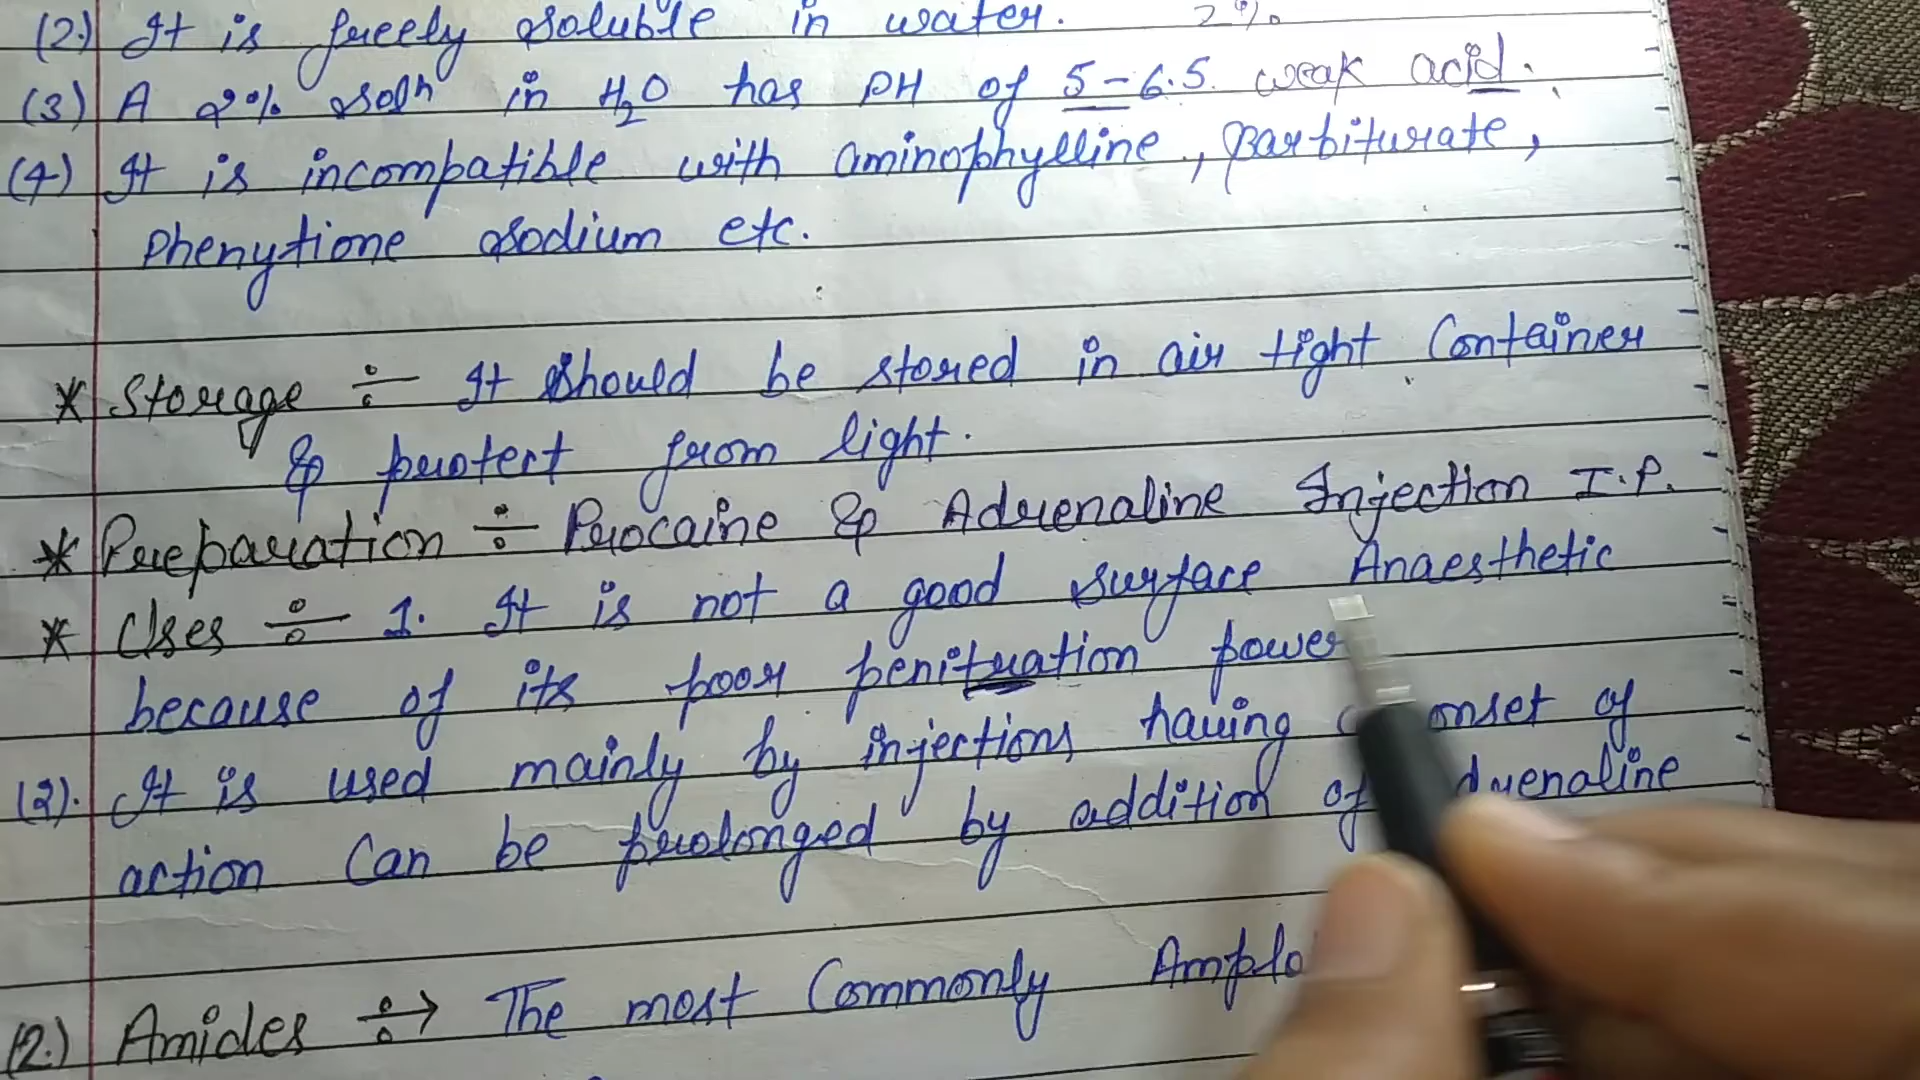 (2.) It is freely soluble in water. 2%
(3) A 2% soln in H2O has PH of 5-6.5. weak acid.
(4) It is incompatible with aminophylline, Barbiturate,
Phenytione sodium etc.
* Storage ÷ It should be stored in air tight Container
& protect from light.
* Preparation ÷ Procaine & Adrenaline Injection I.P.
* Uses ÷ 1. It is not a good surface Anaesthetic
because of its poor penitration power
(2). It is used mainly by injections having onset of
action Can be prolonged by addition of drenaline
(2.) Amides ÷→ The most Commonly Amplo